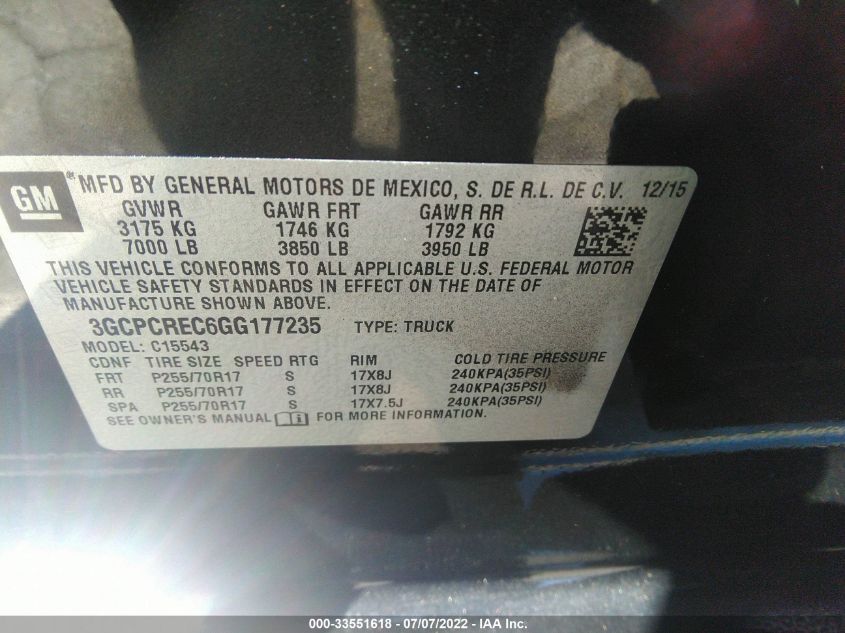 GM® MFD BY GENERAL MOTORS DE MEXICO, S. DE R.L. DE C.V. 12/15
GVWR GAWR FRT GAWR RR
3175 KG 1746 KG 1792 KG
7000 LB 3850 LB 3950 LB
THIS VEHICLE CONFORMS TO ALL APPLICABLE U.S. FEDERAL MOTOR
VEHICLE SAFETY STANDARDS IN EFFECT ON THE DATE OF
MANUFACTURE SHOWN ABOVE.
3GCPCREC6GG177235 TYPE: TRUCK
MODEL: C15543
CONF TIRE SIZE SPEED RTG RIM COLD TIRE PRESSURE
FRT P255/70R17 S 17X8J 240KPA(35PSI)
RR P255/70R17 S 17X8J 240KPA(35PSI)
SPA P255/70R17 S 17X7.5J 240KPA(35PSI)
SEE OWNER'S MANUAL FOR MORE INFORMATION.
000-33551618 - 07/07/2022 - IAA Inc.